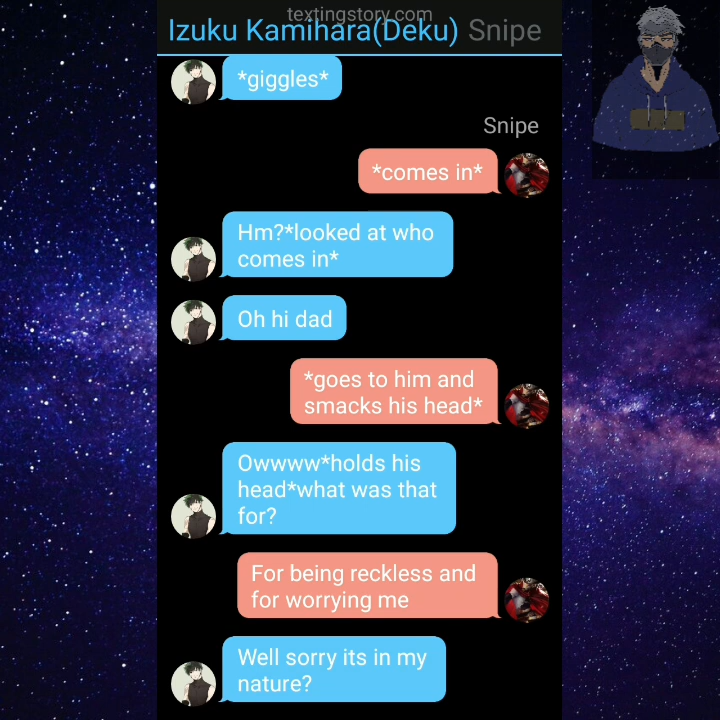 textingstory.com
Izuku Kamihara(Deku) Snipe
*giggles*
Snipe
*comes in*
Hm?*looked at who
comes in*
Oh hi dad
*goes to him and
smacks his head*
Owwww*holds his
head*what was that
for?
For being reckless and
for worrying me
Well sorry its in my
nature?